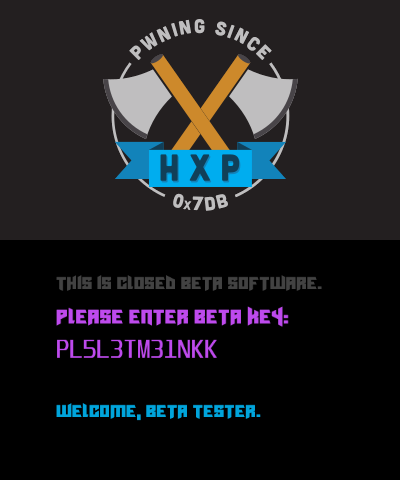 PWNING SINCE
HXP
0x7DB
THIS IS CLOSED BETA SOFTWARE.
PLEASE ENTER BETA KEY:
PL5L3TM31NKK
WELCOME, BETA TESTER.